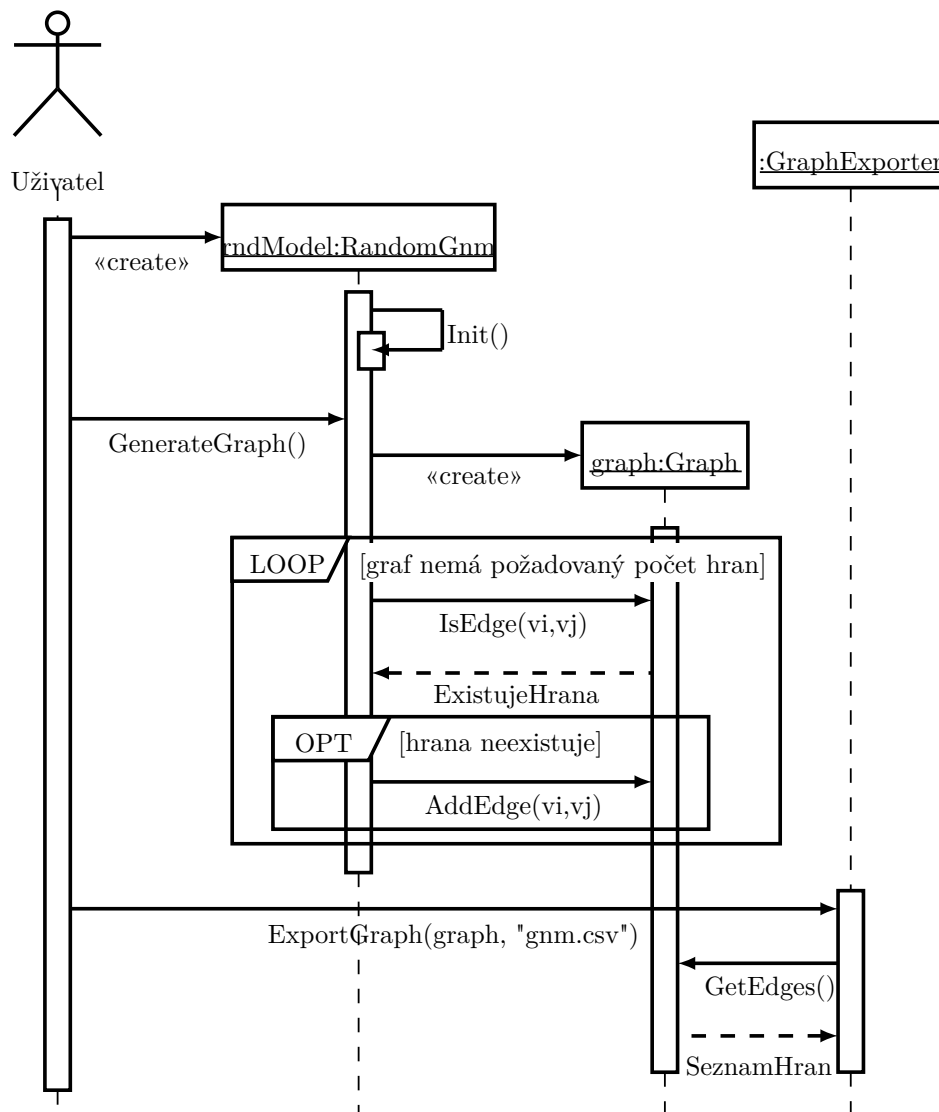 Uživatel
:GraphExporter
rndModel:RandomGnm
«create»
Init()
GenerateGraph()
graph:Graph
«create»
LOOP [graf nemá požadovaný počet hran]
IsEdge(vi,vj)
ExistujeHrana
OPT [hrana neexistuje]
AddEdge(vi,vj)
ExportGraph(graph, "gnm.csv")
GetEdges()
SeznamHran